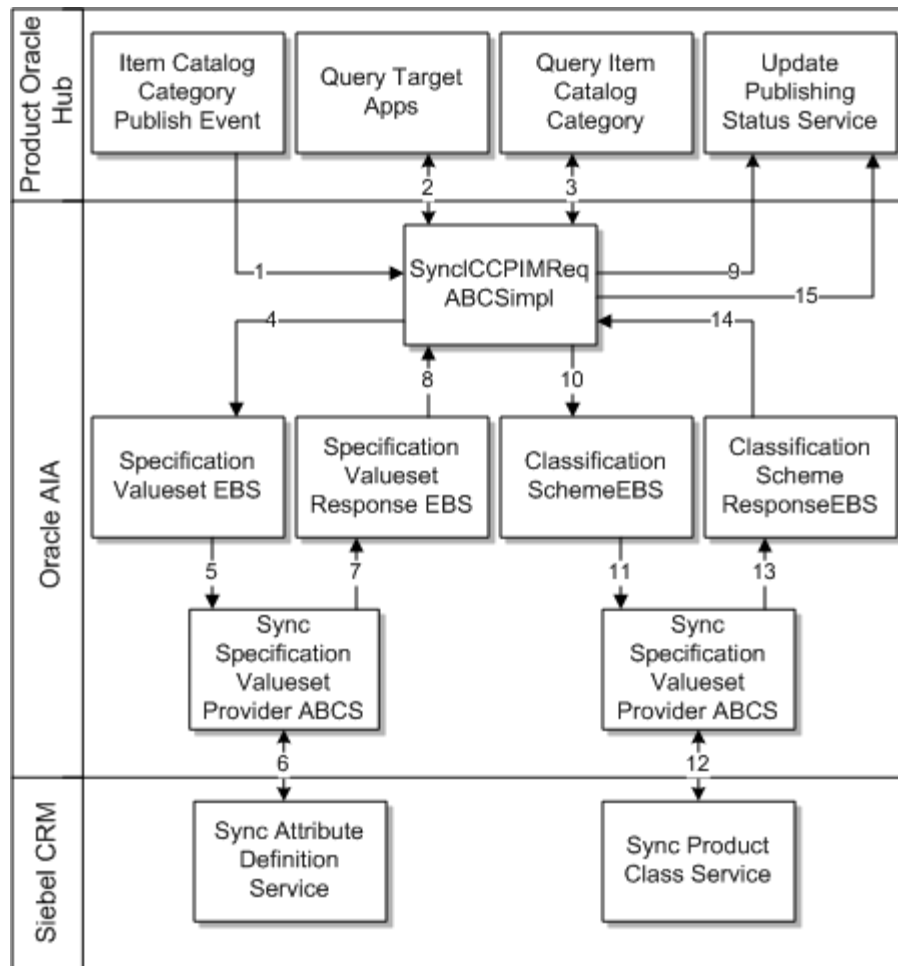 Product Oracle
Hub
Item Catalog
Category
Publish Event
Query Target
Apps
Query Item
Catalog
Category
Update
Publishing
Status Service
2
3
Oracle AIA
SyncICCPIMReq
ABCSimpl
1
9
15
4
14
8
10
Specification
Valueset EBS
Specification
Valueset
Response EBS
Classification
SchemeEBS
Classification
Scheme
ResponseEBS
5
7
11
13
Sync
Specification
Valueset
Provider ABCS
Sync
Specification
Valueset
Provider ABCS
6
12
Siebel CRM
Sync Attribute
Definition
Service
Sync Product
Class Service